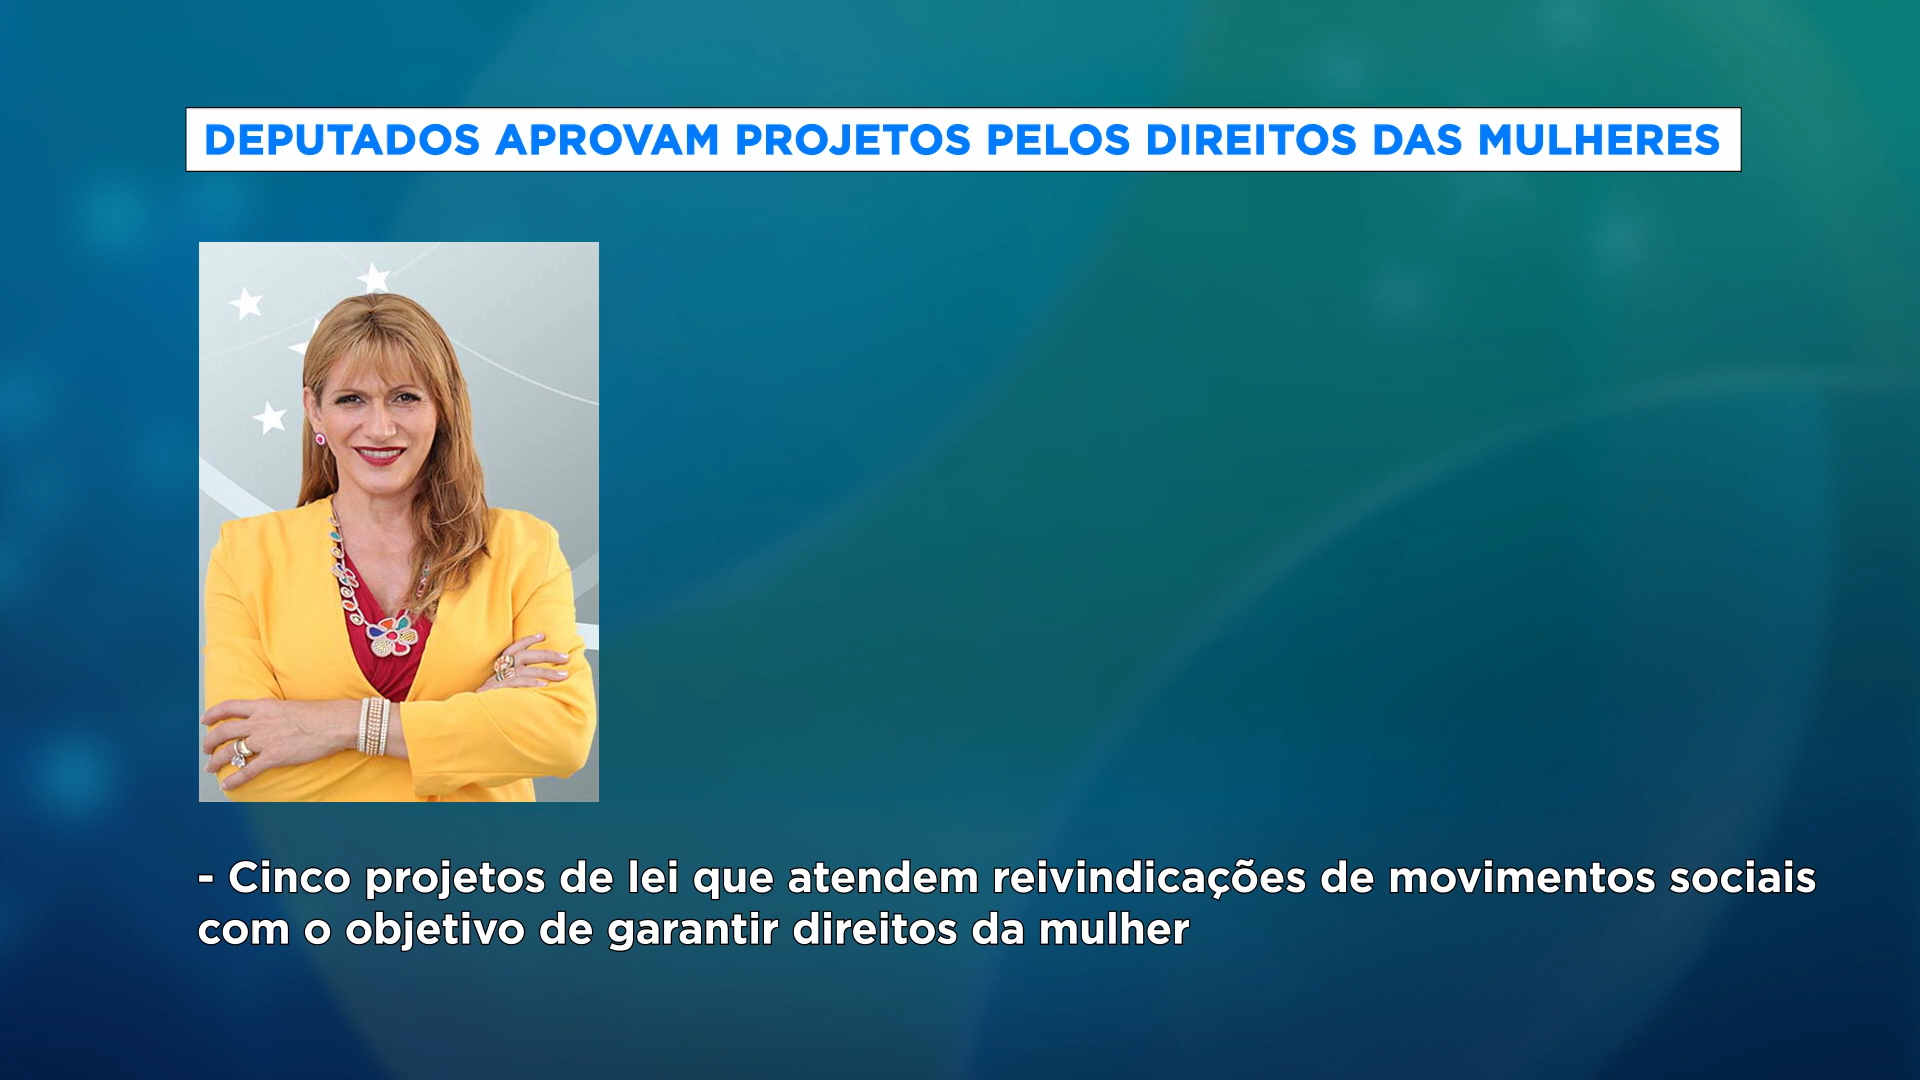 DEPUTADOS APROVAM PROJETOS PELOS DIREITOS DAS MULHERES
- Cinco projetos de lei que atendem reivindicações de movimentos sociais
com o objetivo de garantir direitos da mulher